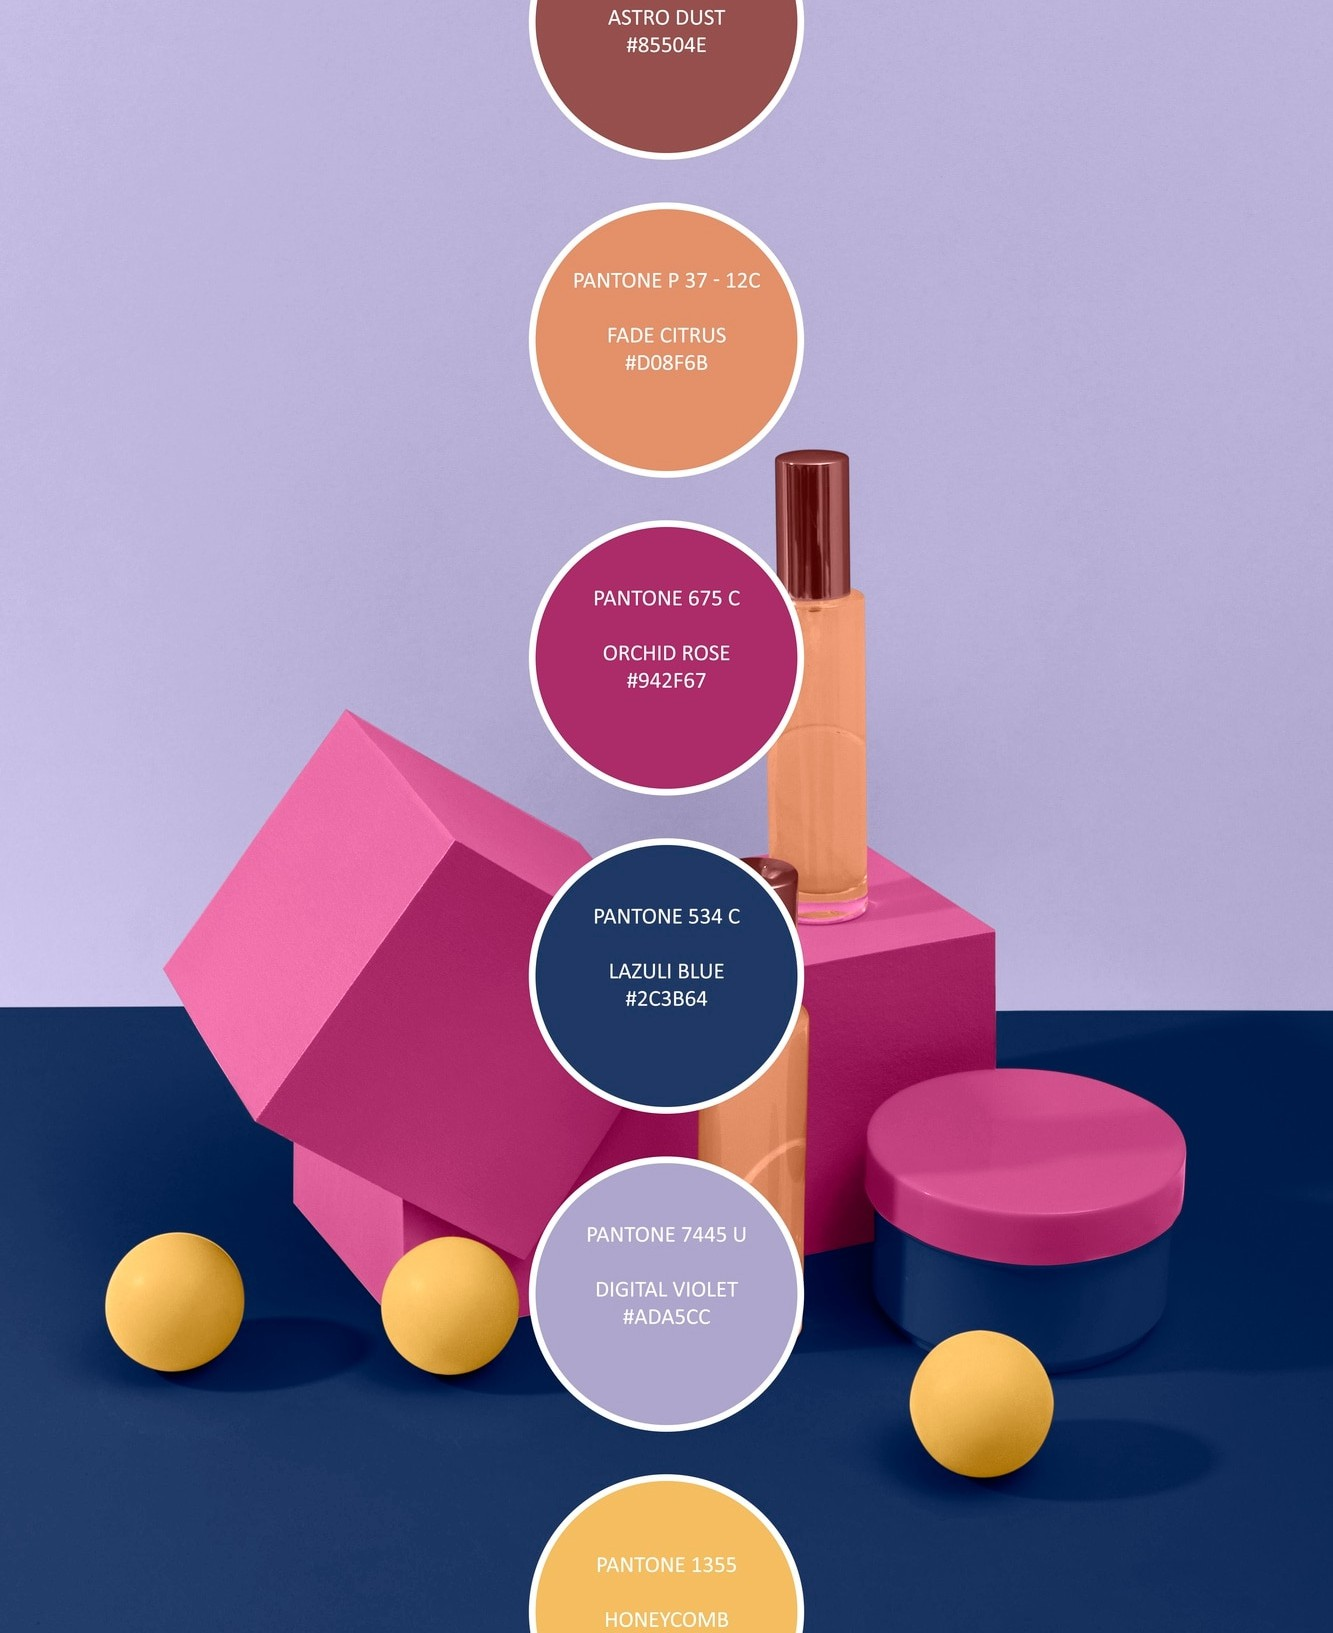 ASTRO DUST
#85504E
PANTONE P 37 - 12C
FADE CITRUS
#D08F6B
PANTONE 675 C
ORCHID ROSE
#942F67
PANTONE 534 C
LAZULI BLUE
#2C3B64
PANTONE 7445 U
DIGITAL VIOLET
#ADA5CC
PANTONE 1355
HONEYCOMB